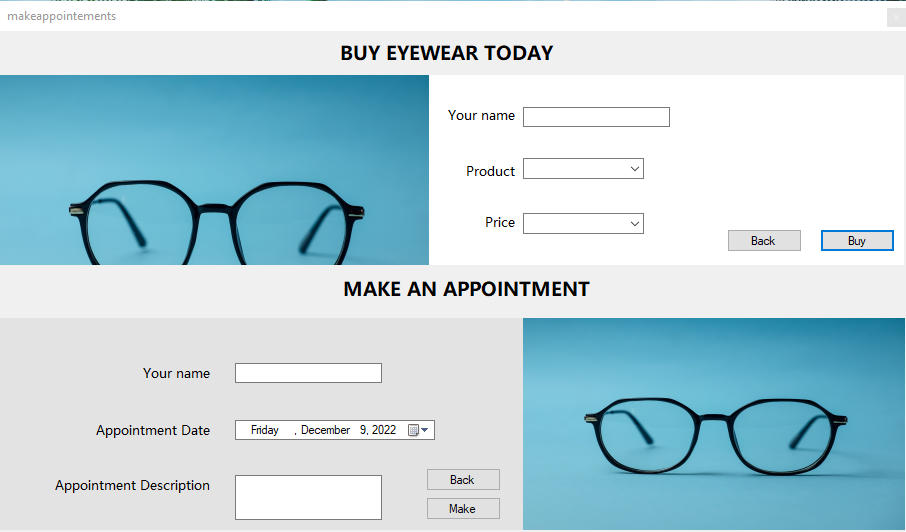 makeappointements
BUY EYEWEAR TODAY
Your name
Product
Price
Back Buy
MAKE AN APPOINTMENT
Your name
Appointment Date Friday , December 9, 2022
Appointment Description
Back
Make